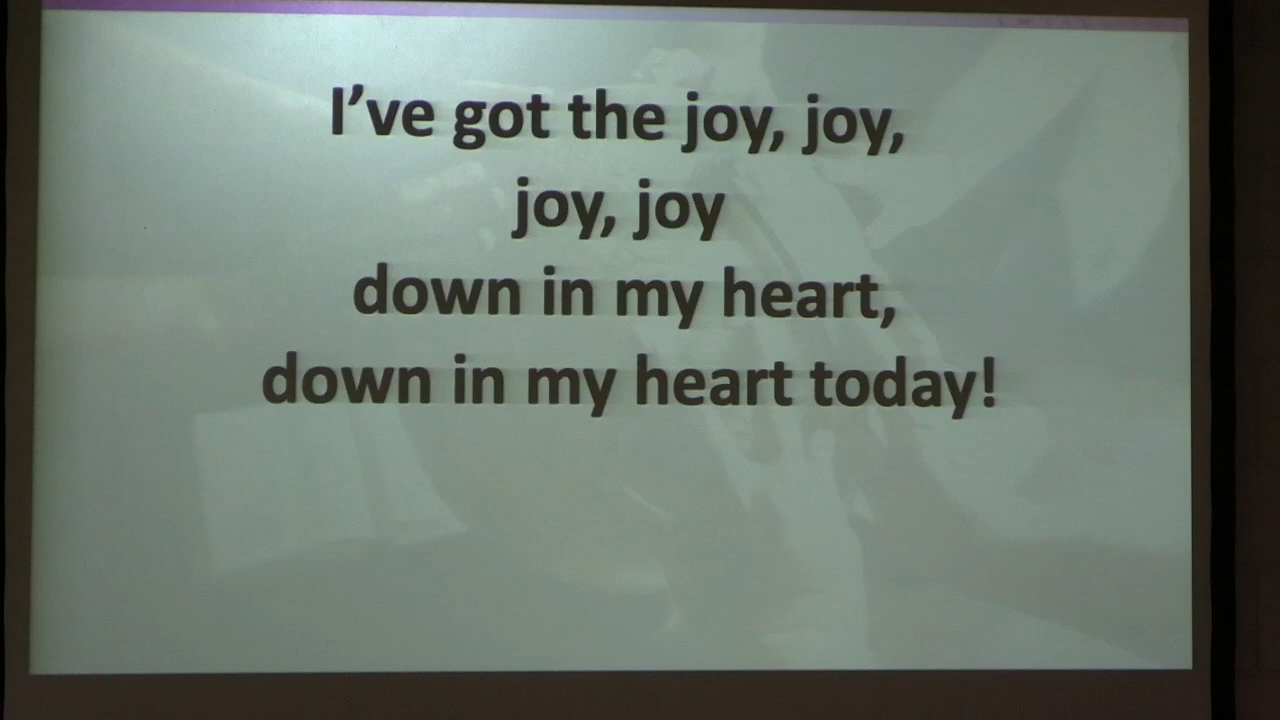 I’ve got the joy, joy,
joy, joy
down in my heart,
down in my heart today!